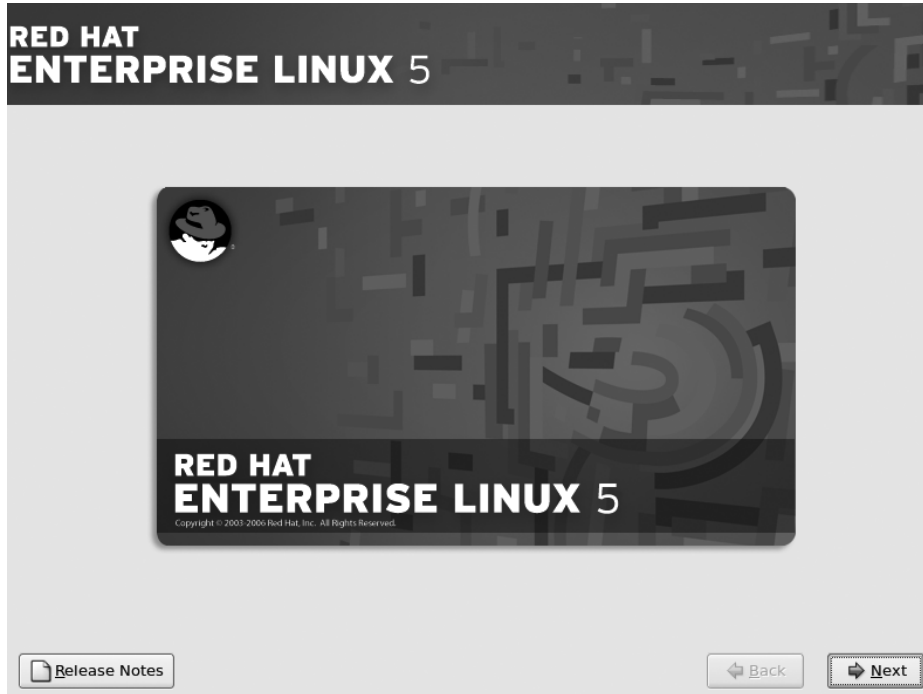 RED HAT
ENTERPRISE LINUX 5
RED HAT
ENTERPRISE LINUX 5
Copyright © 2003-2006 Red Hat, Inc. All Rights Reserved.
Release Notes
Back
Next